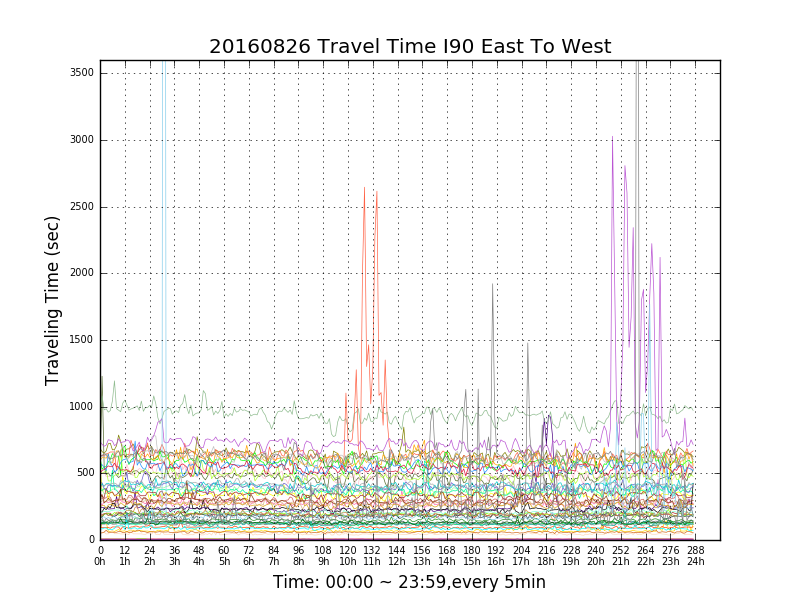 20160826 Travel Time I90 East To West
3500
3000
2500
2000
1500
1000
500
0
Traveling Time (sec)
0 12 24 36 48 60 72 84 96 108 120 132 144 156 168 180 192 204 216 228 240 252 264 276 288
0h 1h 2h 3h 4h 5h 6h 7h 8h 9h 10h 11h 12h 13h 14h 15h 16h 17h 18h 19h 20h 21h 22h 23h 24h
Time: 00:00 ~ 23:59,every 5min